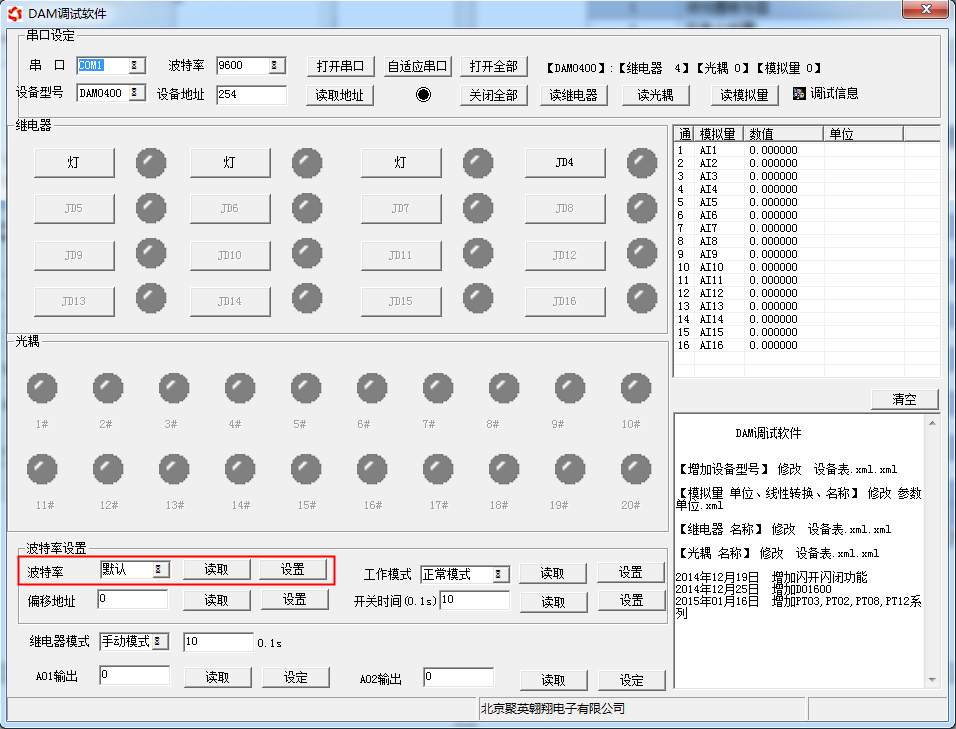 DAM调试软件
串口设定
串 口 COM1 波特率 9600 打开串口 自适应串口 打开全部 【DAM0400】:【继电器 4】【光耦 0】【模拟量 0】
设备型号 DAM0400 设备地址 254 读取地址 关闭全部 读继电器 读光耦 读模拟量 调试信息
继电器
灯 灯 灯 JD4
JD5 JD6 JD7 JD8
JD9 JD10 JD11 JD12
JD13 JD14 JD15 JD16
通 模拟量 数值 单位
1 AI1 0.000000
2 AI2 0.000000
3 AI3 0.000000
4 AI4 0.000000
5 AI5 0.000000
6 AI6 0.000000
7 AI7 0.000000
8 AI8 0.000000
9 AI9 0.000000
10 AI10 0.000000
11 AI11 0.000000
12 AI12 0.000000
13 AI13 0.000000
14 AI14 0.000000
15 AI15 0.000000
16 AI16 0.000000
光耦
1# 2# 3# 4# 5# 6# 7# 8# 9# 10#
11# 12# 13# 14# 15# 16# 17# 18# 19# 20#
清空
DAM调试软件
【增加设备型号】 修改 设备表.xml.xml
【模拟量 单位、线性转换、名称】 修改 参数
单位.xml
【继电器 名称】 修改 设备表.xml.xml
【光耦 名称】 修改 设备表.xml.xml
2014年12月19日 增加闪开闪闭功能
2014年12月25日 增加DO1600
2015年01月16日 增加PT03,PT02,PT08,PT12系
列
波特率设置
波特率 默认 读取 设置 工作模式 正常模式 读取 设置
偏移地址 0 读取 设置 开关时间(0.1s) 10 读取 设置
继电器模式 手动模式 10 0.1s
AO1输出 0 读取 设定 AO2输出 0 读取 设定
北京聚英翱翔电子有限公司